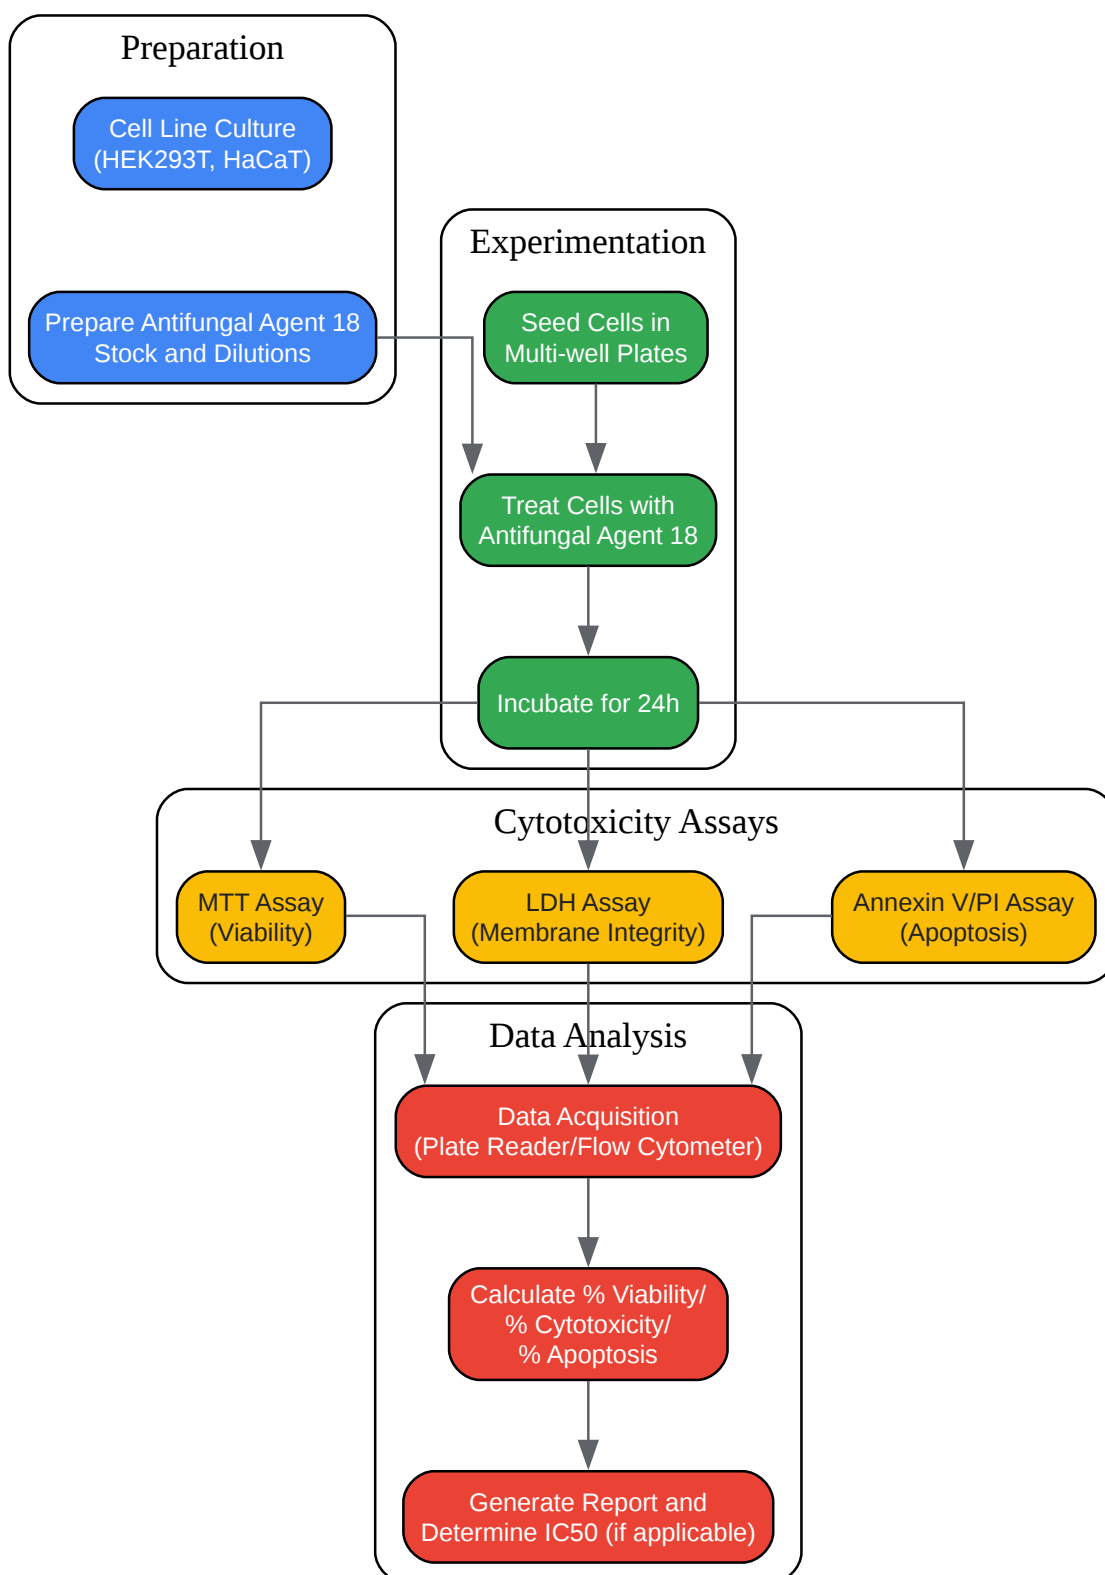 Preparation
Cell Line Culture
(HEK293T, HaCaT)
Prepare Antifungal Agent 18
Stock and Dilutions
Experimentation
Seed Cells in
Multi-well Plates
Treat Cells with
Antifungal Agent 18
Incubate for 24h
Cytotoxicity Assays
MTT Assay
(Viability)
LDH Assay
(Membrane Integrity)
Annexin V/PI Assay
(Apoptosis)
Data Analysis
Data Acquisition
(Plate Reader/Flow Cytometer)
Calculate % Viability/
% Cytotoxicity/
% Apoptosis
Generate Report and
Determine IC50 (if applicable)